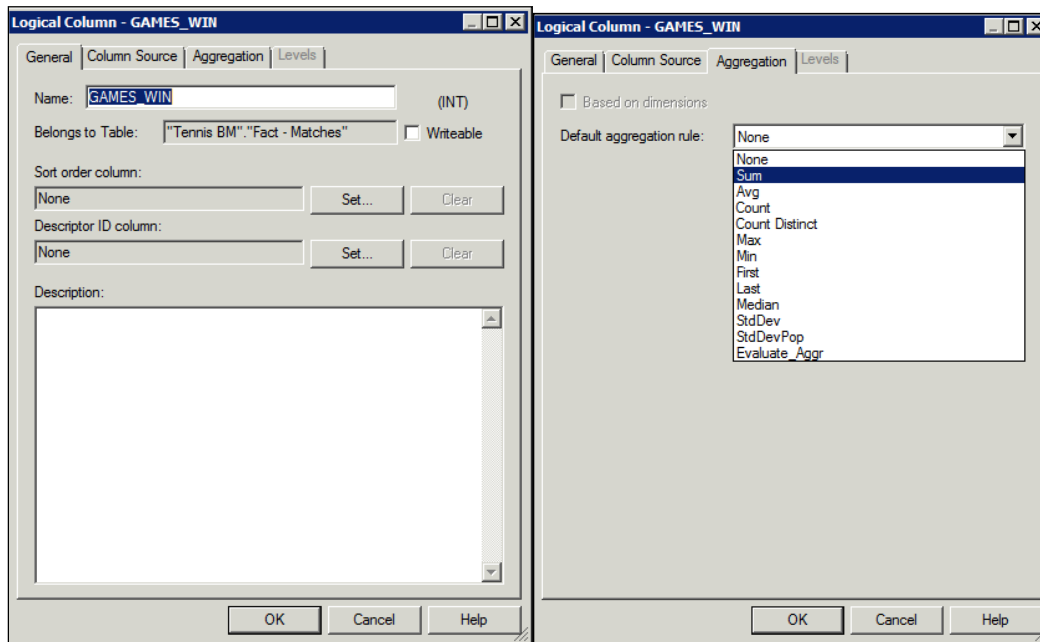 Logical Column - GAMES_WIN
General Column Source Aggregation Levels
Name: GAMES_WIN (INT)
Belongs to Table: "Tennis BM"."Fact - Matches" Writeable
Sort order column:
None Set... Clear
Descriptor ID column:
None Set... Clear
Description:
OK Cancel Help
Logical Column - GAMES_WIN
General Column Source Aggregation Levels
Based on dimensions
Default aggregation rule: None
None
Sum
Avg
Count
Count Distinct
Max
Min
First
Last
Median
StdDev
StdDevPop
Evaluate_Aggr
OK Cancel Help